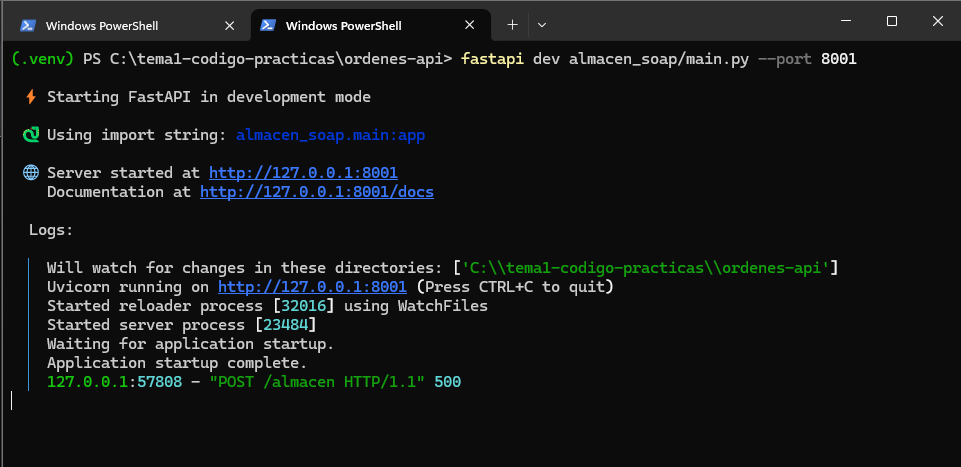 Windows PowerShell
Windows PowerShell
(.venv) PS C:\tema1-codigo-practicas\ordenes-api> fastapi dev almacen_soap/main.py --port 8001
Starting FastAPI in development mode
Using import string: almacen_soap.main:app
Server started at http://127.0.0.1:8001
Documentation at http://127.0.0.1:8001/docs
Logs:
Will watch for changes in these directories: ['C:\\tema1-codigo-practicas\\ordenes-api']
Uvicorn running on http://127.0.0.1:8001 (Press CTRL+C to quit)
Started reloader process [32016] using WatchFiles
Started server process [23484]
Waiting for application startup.
Application startup complete.
127.0.0.1:57808 - "POST /almacen HTTP/1.1" 500